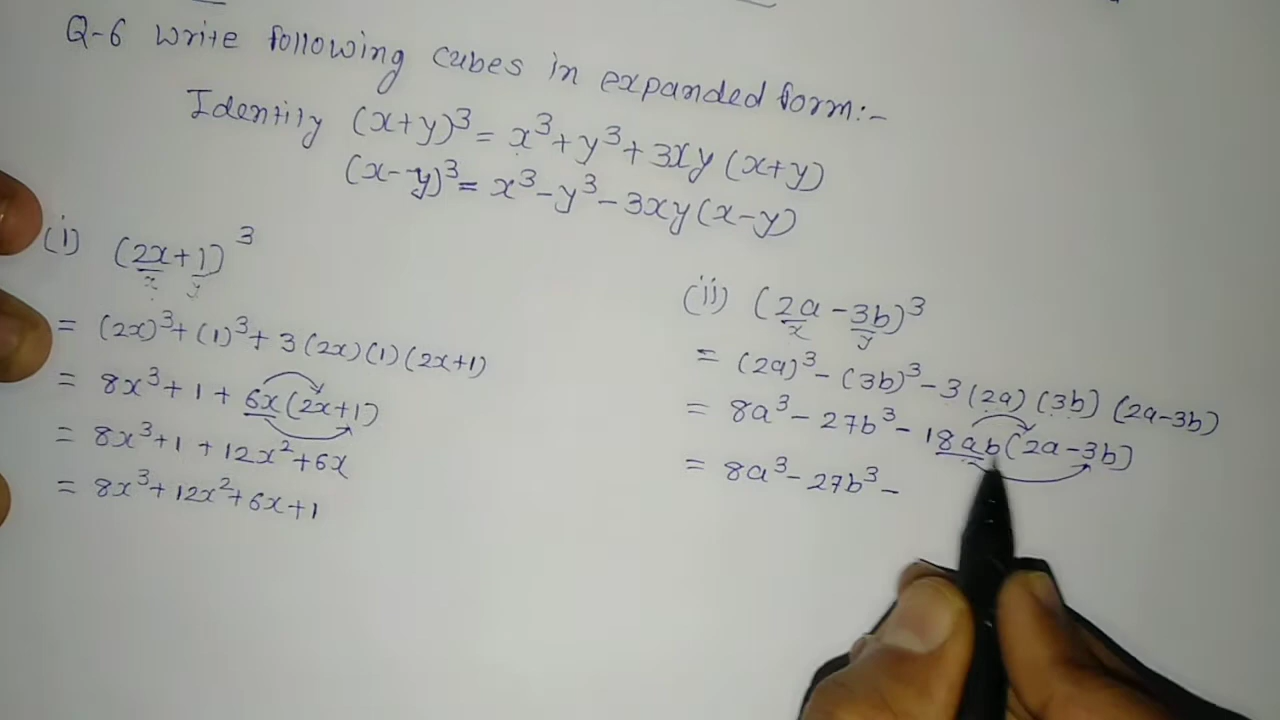 Q-6 Write following cubes in expanded form:-
Identity (x+y)³ = x³+y³+3xy(x+y)
(x-y)³ = x³-y³-3xy(x-y)
(i) (2x+1)³
x y
= (2x)³+(1)³+3(2x)(1)(2x+1)
= 8x³+1+6x(2x+1)
= 8x³+1+12x²+6x
= 8x³+12x²+6x+1
(ii) (2a-3b)³
x y
= (2a)³-(3b)³-3(2a)(3b)(2a-3b)
= 8a³-27b³-18ab(2a-3b)
= 8a³-27b³-